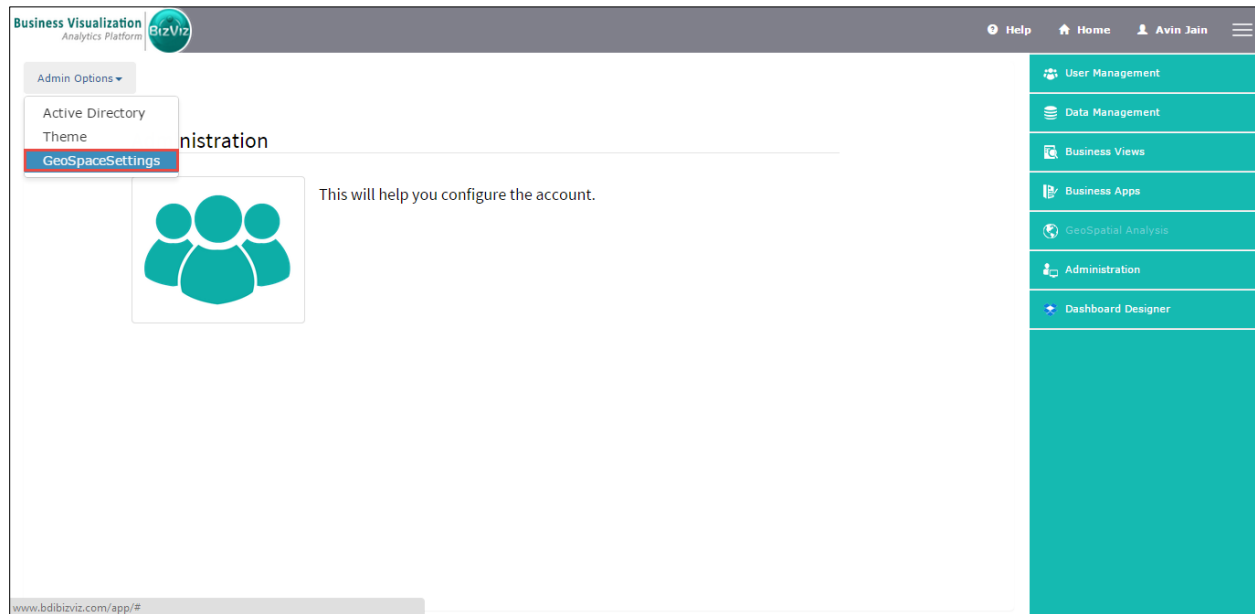 Business Visualization
Analytics Platform
BizViz
Help
Home
Avin Jain
Admin Options
Active Directory
Theme
GeoSpaceSettings
nistration
This will help you configure the account.
User Management
Data Management
Business Views
Business Apps
GeoSpatial Analysis
Administration
Dashboard Designer
www.bdibizviz.com/app/#